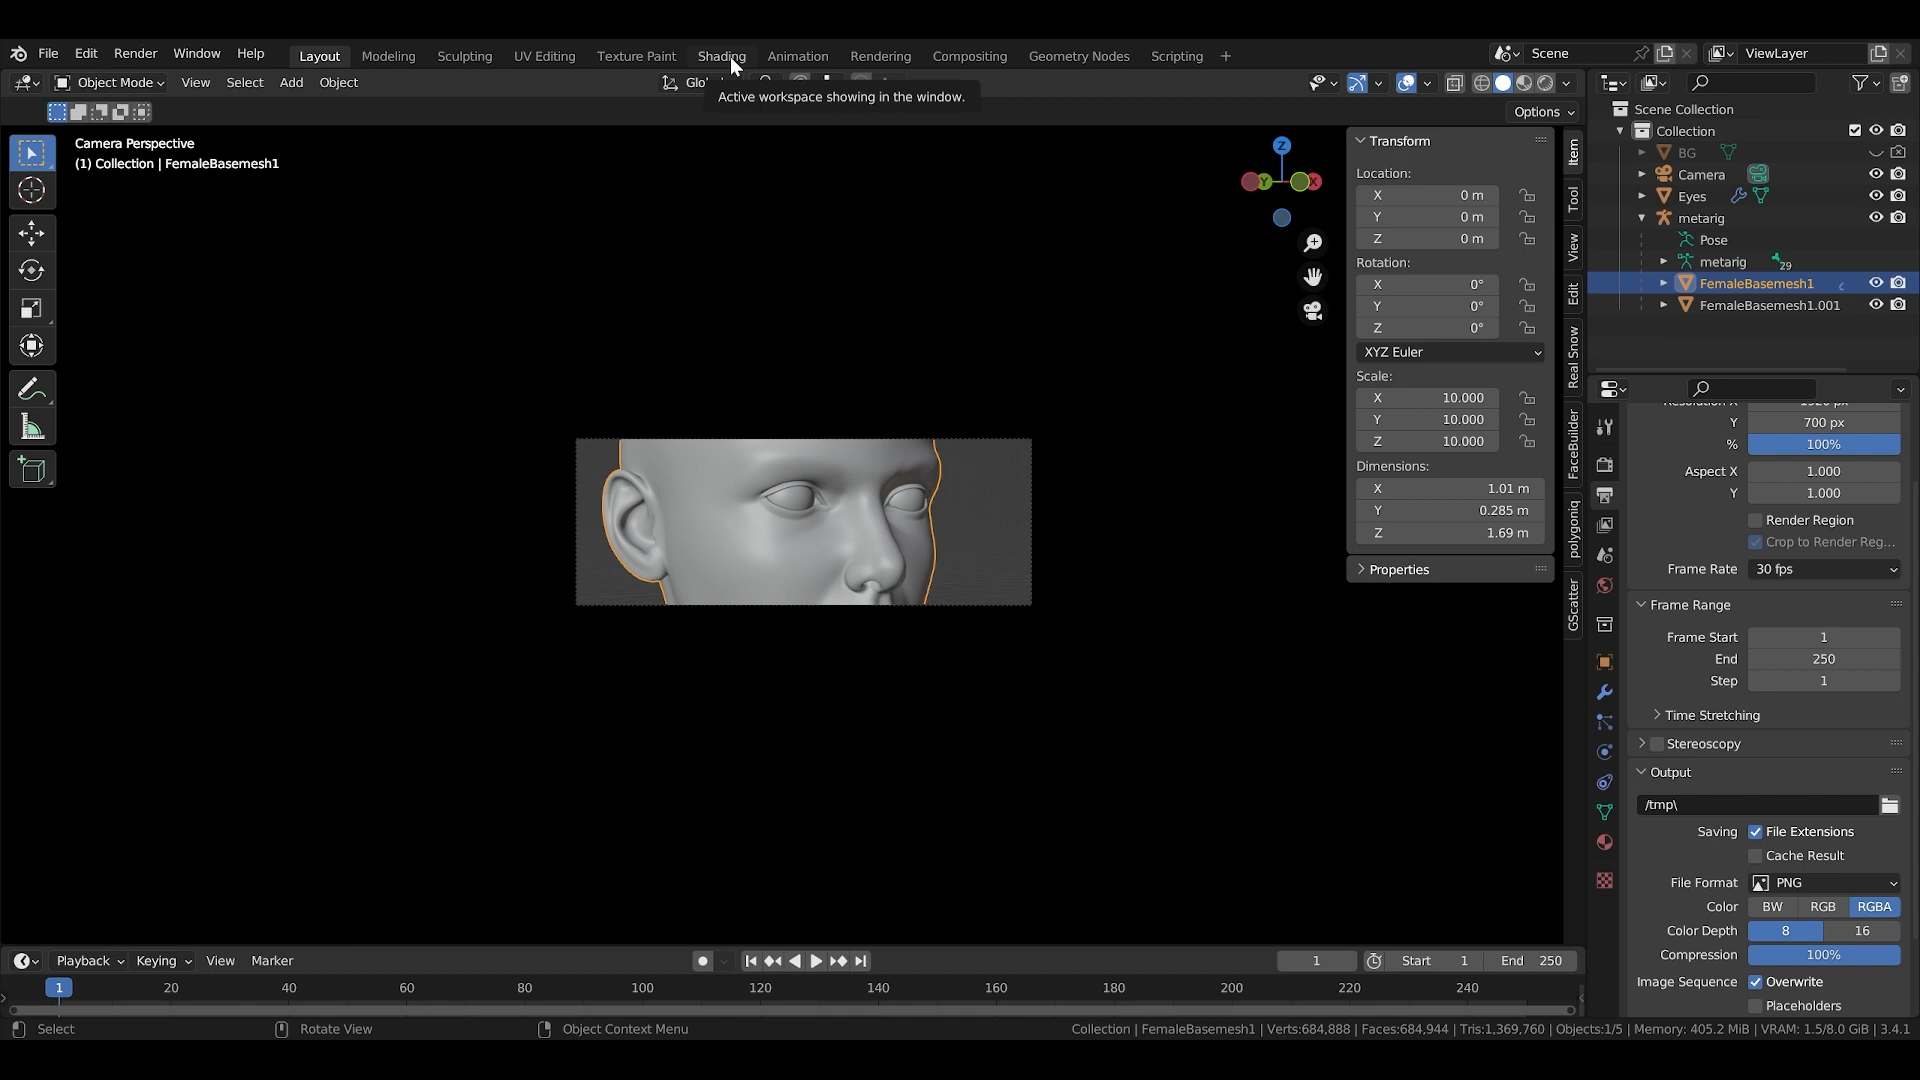 File Edit Render Window Help Layout Modeling Sculpting UV Editing Texture Paint Shading Animation Rendering Compositing Geometry Nodes Scripting + Scene ViewLayer
Object Mode View Select Add Object
Active workspace showing in the window.
Options
Camera Perspective
(1) Collection | FemaleBasemesh1
Z
Y
X
Transform
Location:
X 0 m
Y 0 m
Z 0 m
Rotation:
X 0°
Y 0°
Z 0°
XYZ Euler
Scale:
X 10.000
Y 10.000
Z 10.000
Dimensions:
X 1.01 m
Y 0.285 m
Z 1.69 m
Properties
Item
Tool
View
Edit
Real Snow
FaceBuilder
polygoniq
GScatter
Scene Collection
Collection
BG
Camera
Eyes
metarig
Pose
metarig 29
FemaleBasemesh1
FemaleBasemesh1.001
Y 700 px
% 100%
Aspect X 1.000
Y 1.000
Render Region
Crop to Render Reg...
Frame Rate 30 fps
Frame Range
Frame Start 1
End 250
Step 1
Time Stretching
Stereoscopy
Output
/tmp\
Saving File Extensions
Cache Result
File Format PNG
Color BW RGB RGBA
Color Depth 8 16
Compression 100%
Image Sequence Overwrite
Placeholders
Playback Keying View Marker 1 Start 1 End 250
1 20 40 60 80 100 120 140 160 180 200 220 240
Select Rotate View Object Context Menu Collection | FemaleBasemesh1 | Verts:684,888 | Faces:684,944 | Tris:1,369,760 | Objects:1/5 | Memory: 405.2 MiB | VRAM: 1.5/8.0 GiB | 3.4.1